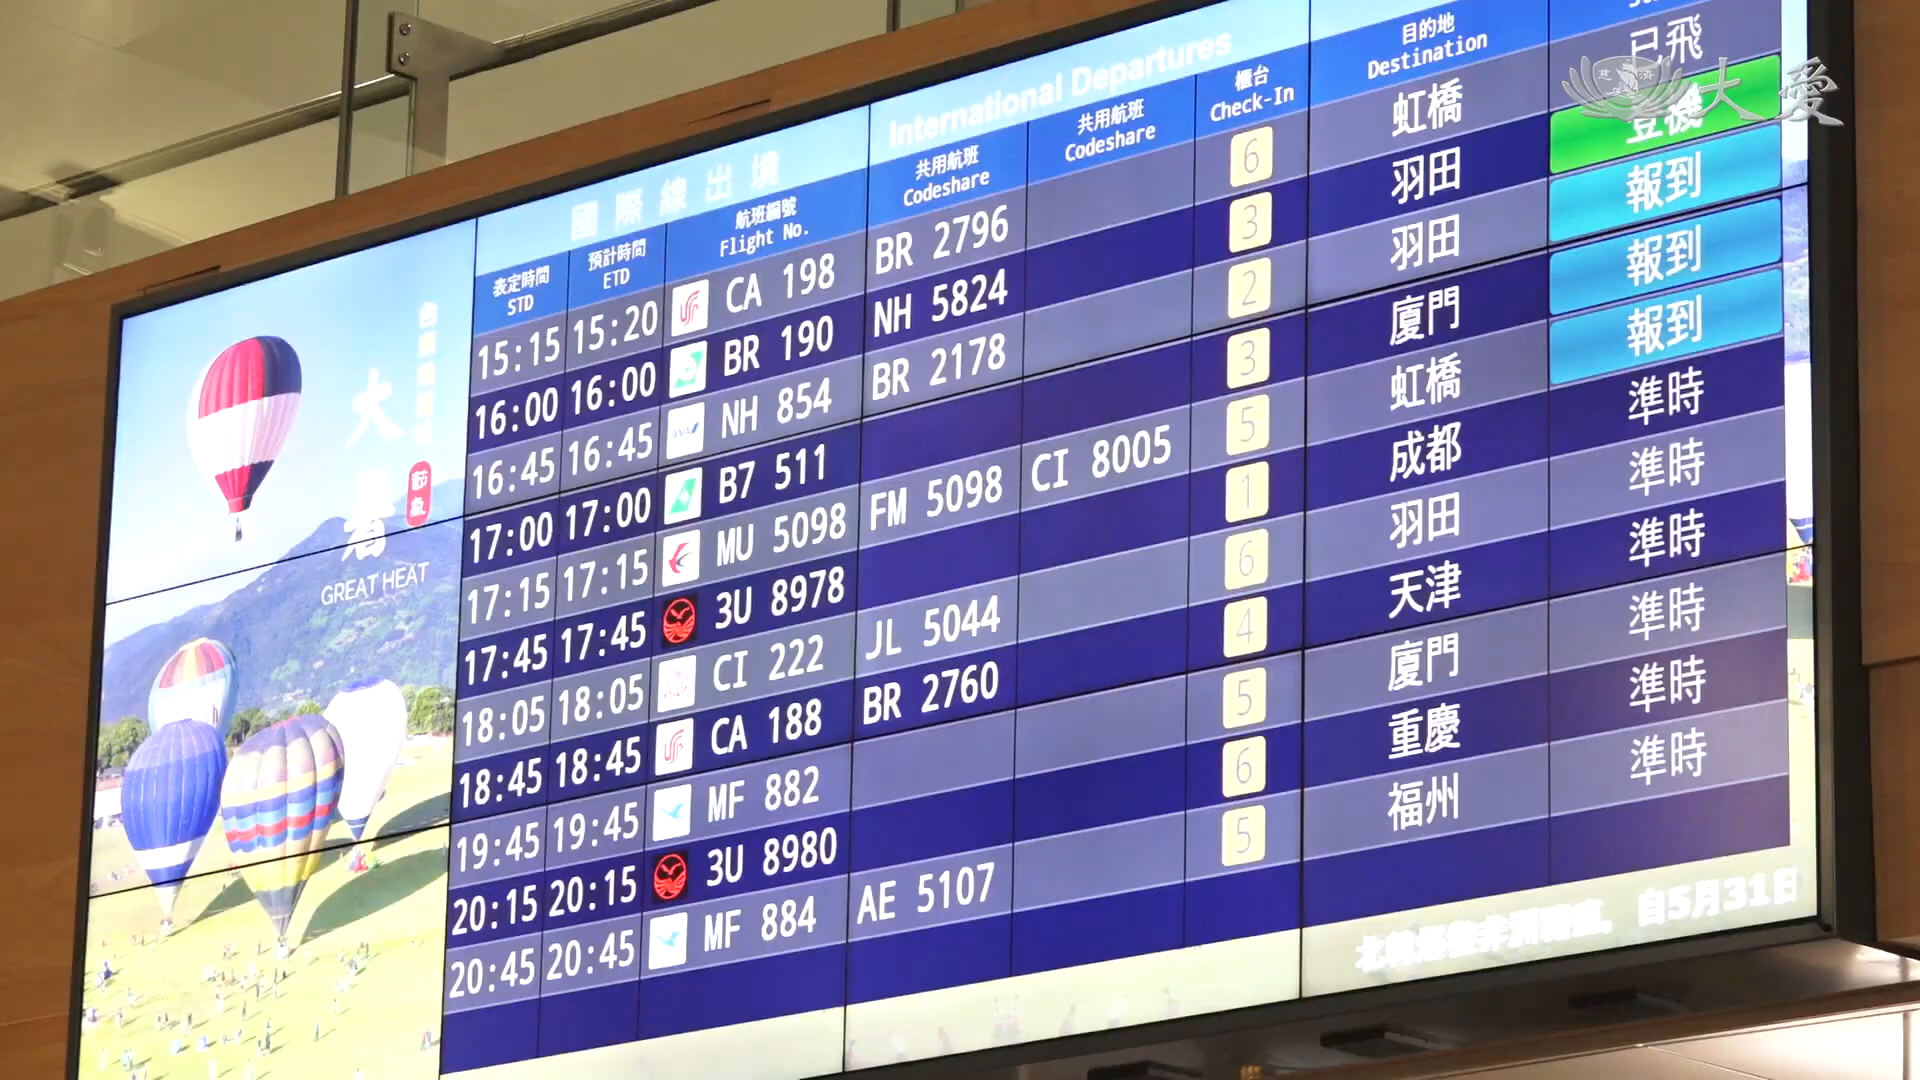 大愛
慈濟
國際線出境 International Departures
表定時間 STD
預計時間 ETD
航班編號 Flight No.
共用航班 Codeshare
共用航班 Codeshare
櫃台 Check-In
目的地 Destination
15:15 15:20 CA 198 BR 2796 6 虹橋 已飛
16:00 16:00 BR 190 NH 5824 3 羽田 登機
16:45 16:45 NH 854 BR 2178 2 羽田 報到
17:00 17:00 B7 511 3 廈門 報到
17:15 17:15 MU 5098 FM 5098 CI 8005 5 虹橋 報到
17:45 17:45 3U 8978 1 成都 準時
18:05 18:05 CI 222 JL 5044 6 羽田 準時
18:45 18:45 CA 188 BR 2760 4 天津 準時
19:45 19:45 MF 882 5 廈門 準時
20:15 20:15 3U 8980 6 重慶 準時
20:45 20:45 MF 884 AE 5107 5 福州 準時
大暑
節氣
GREAT HEAT
自5月31日